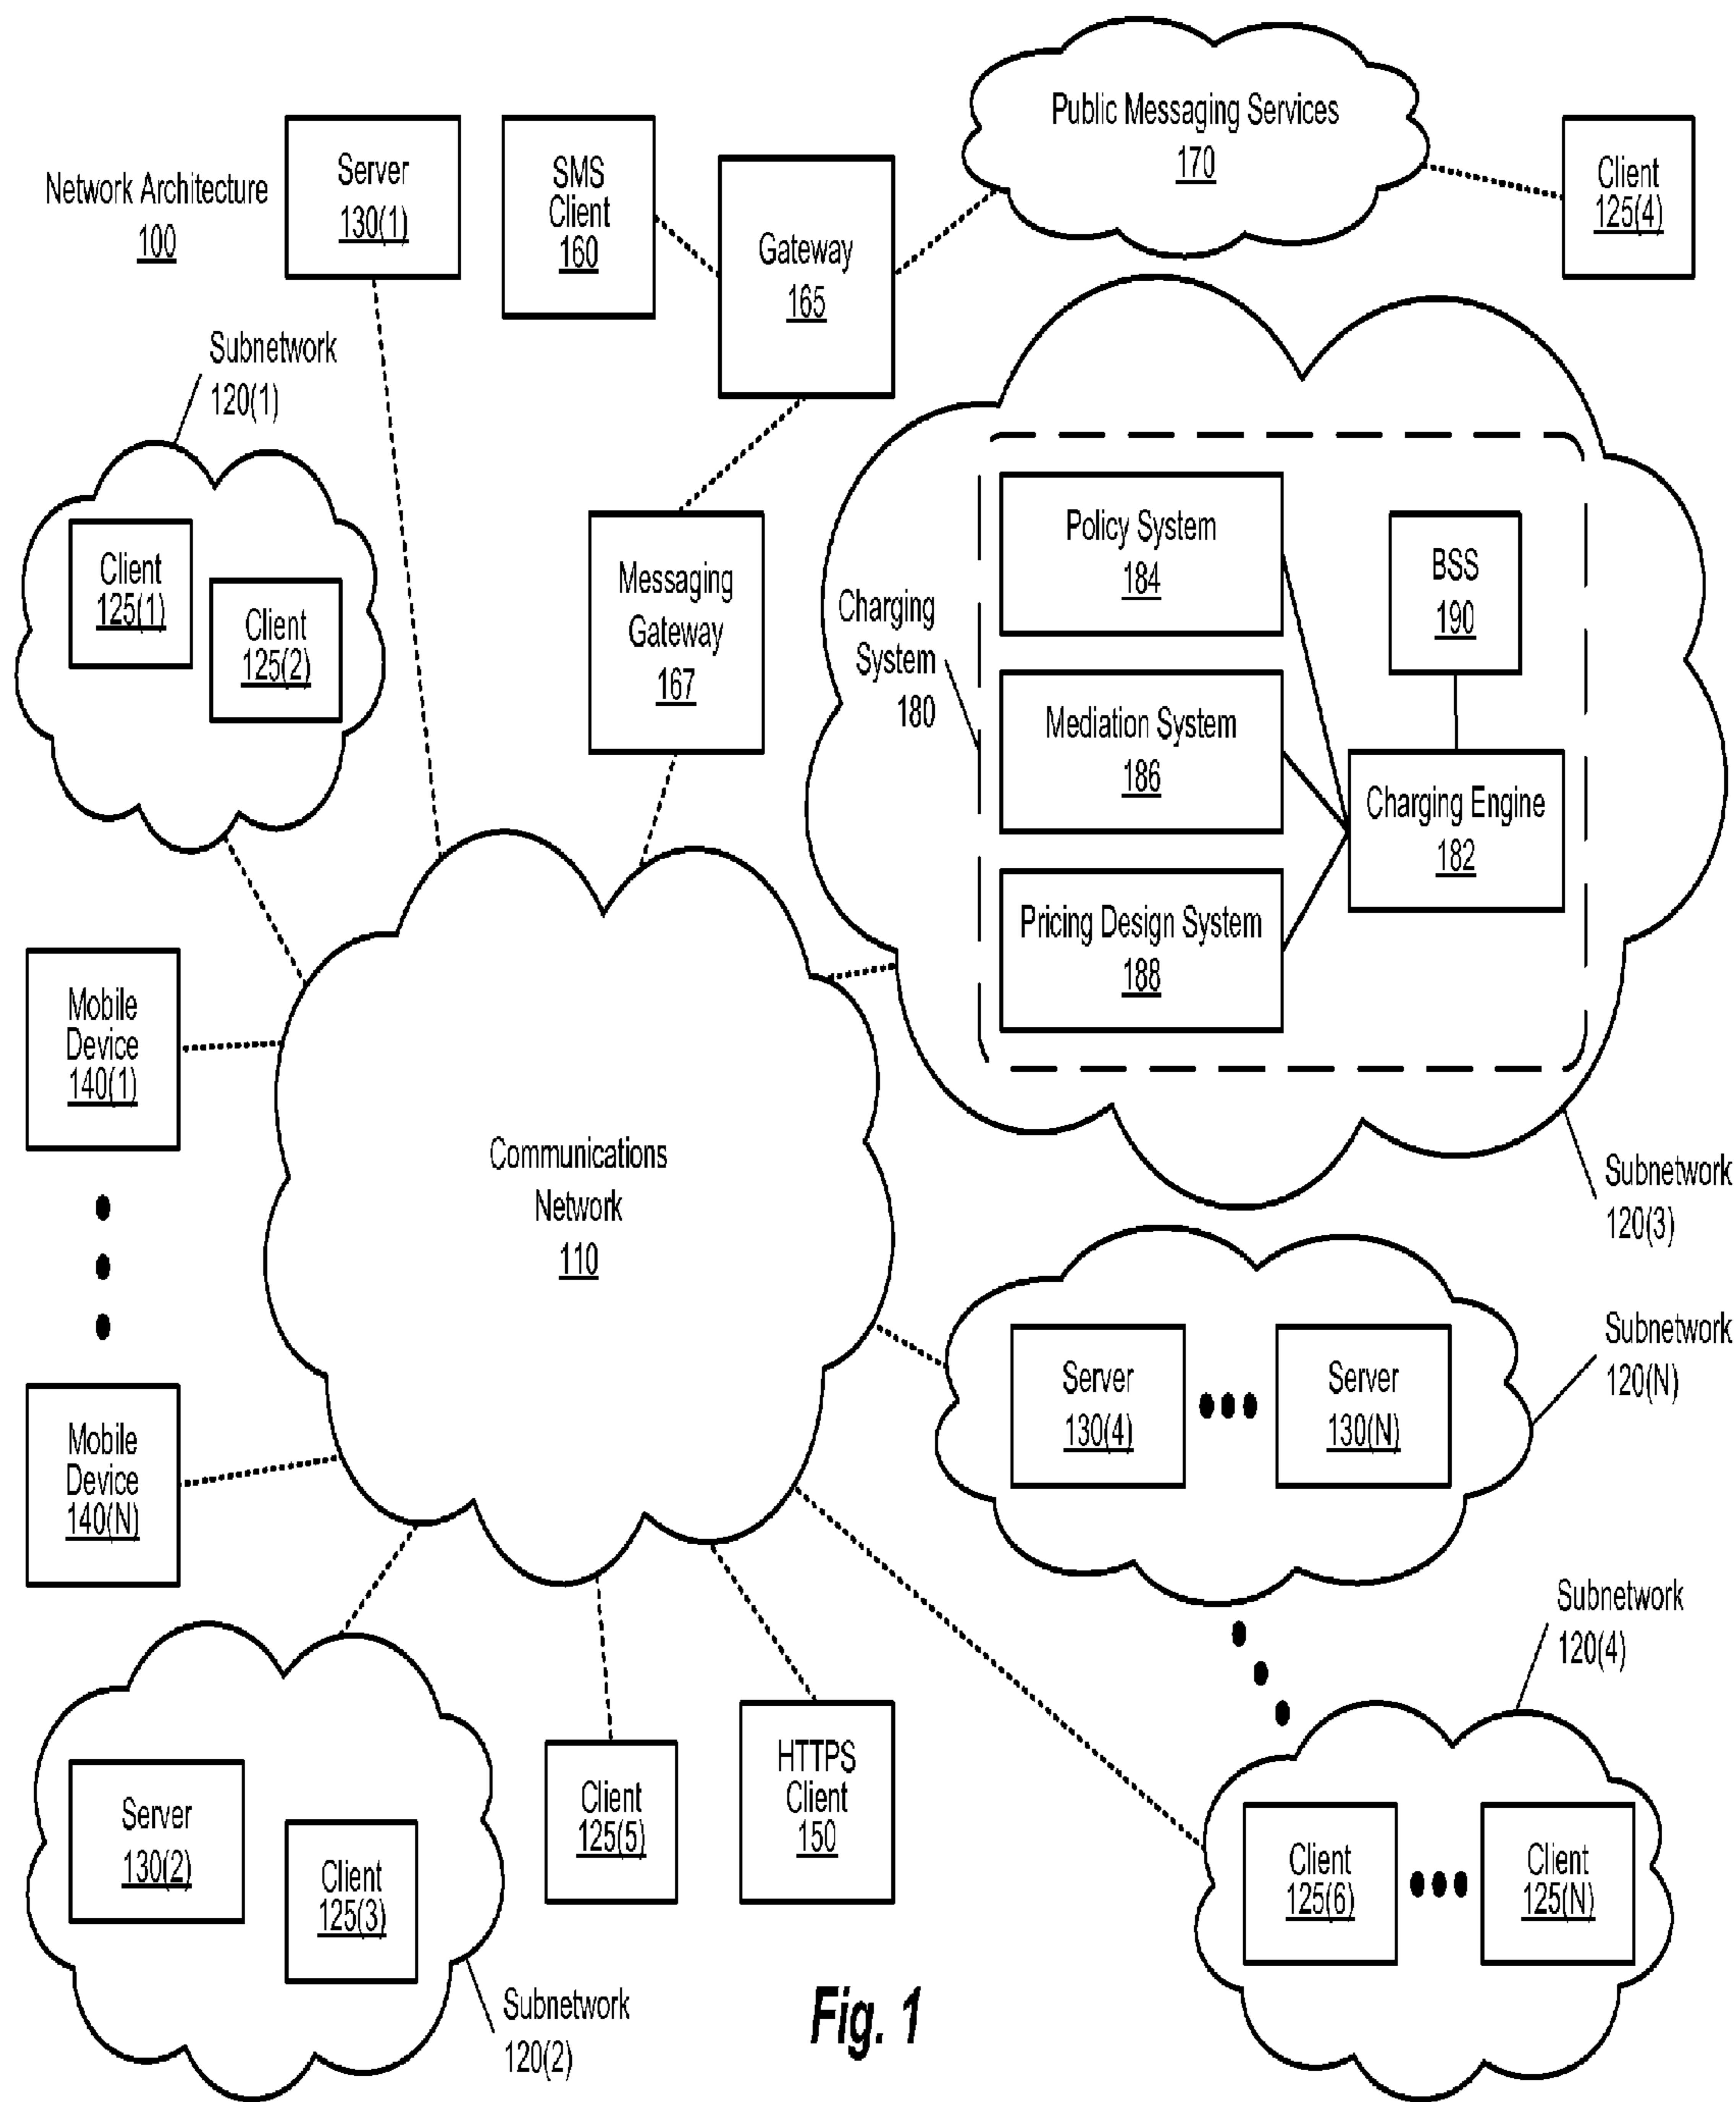 Network Architecture
100
Server
130(1)
SMS
Client
160
Gateway
165
Public Messaging Services
170
Client
125(4)
Subnetwork
120(1)
Client
125(1)
Client
125(2)
Messaging
Gateway
167
Charging
System
180
Policy System
184
Mediation System
186
Pricing Design System
188
BSS
190
Charging Engine
182
Subnetwork
120(3)
Mobile
Device
140(1)
Mobile
Device
140(N)
Communications
Network
110
Server
130(4)
Server
130(N)
Subnetwork
120(N)
Subnetwork
120(4)
Client
125(6)
Client
125(N)
Server
130(2)
Client
125(3)
Subnetwork
120(2)
Client
125(5)
HTTPS
Client
150
Fig. 1